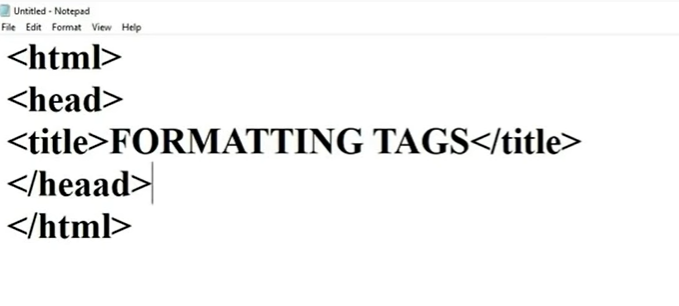 Untitled - Notepad
File Edit Format View Help
<html>
<head>
<title>FORMATTING TAGS</title>
</heaad>
</html>